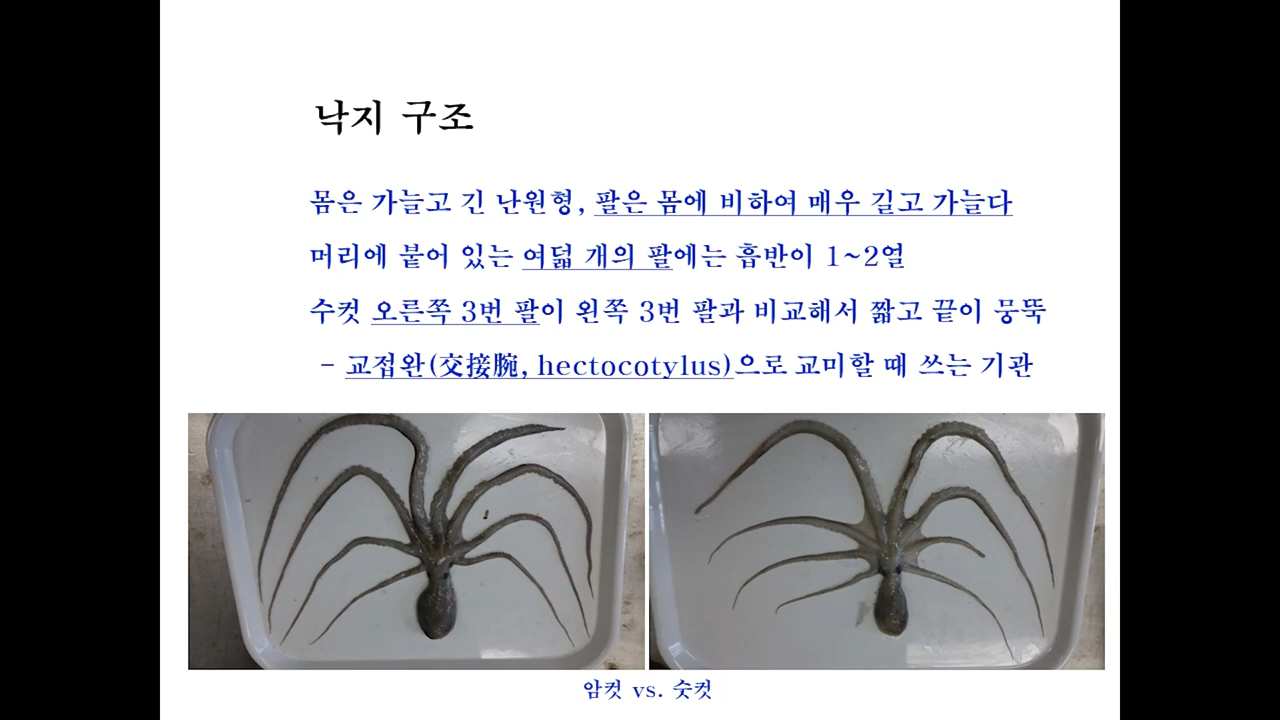 낙지 구조
몸은 가늘고 긴 난원형, 팔은 몸에 비하여 매우 길고 가늘다
머리에 붙어 있는 여덟 개의 팔에는 흡반이 1~2열
수컷 오른쪽 3번 팔이 왼쪽 3번 팔과 비교해서 짧고 끝이 뭉뚝
- 교접완(交接腕, hectocotylus)으로 교미할 때 쓰는 기관
암컷 vs. 숫컷